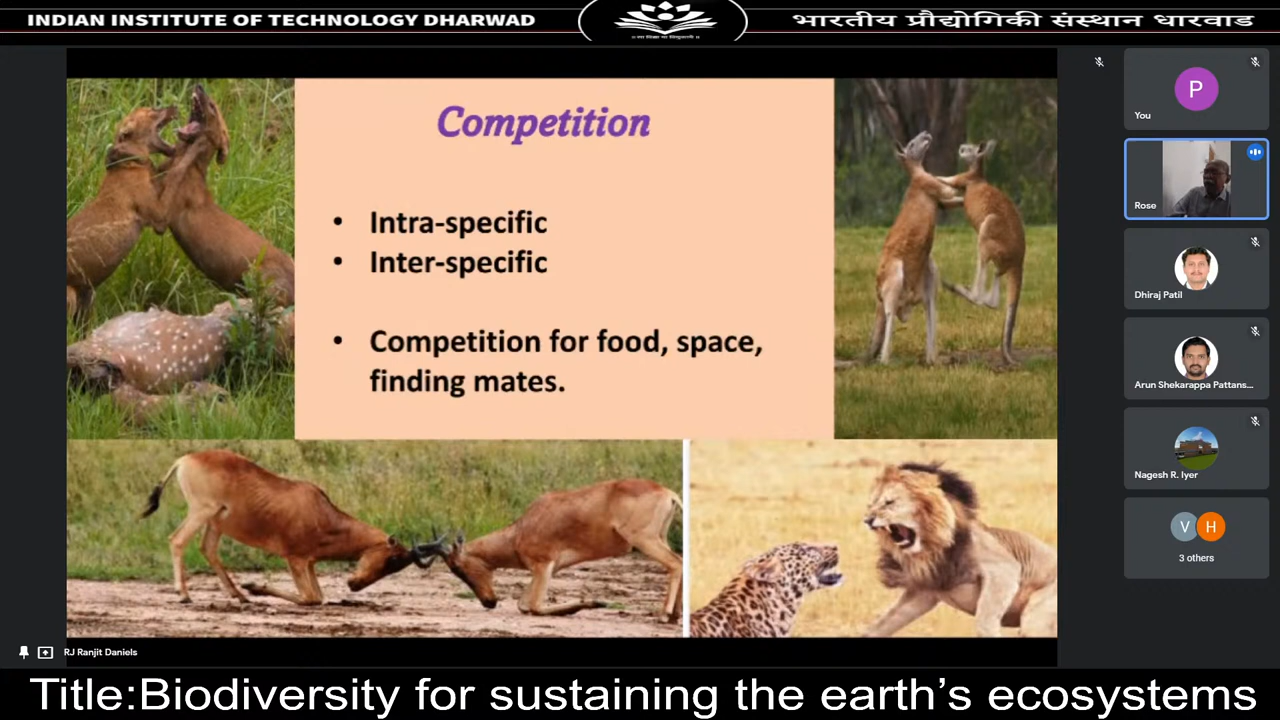 INDIAN INSTITUTE OF TECHNOLOGY DHARWAD
भारतीय प्रौद्योगिकी संस्थान धारवाड
Competition
• Intra-specific
• Inter-specific
• Competition for food, space,
finding mates.
P
You
Rose
Dhiraj Patil
Arun Shekarappa Pattans...
Nagesh R. Iyer
V H
3 others
RJ Ranjit Daniels
Title:Biodiversity for sustaining the earth's ecosystems